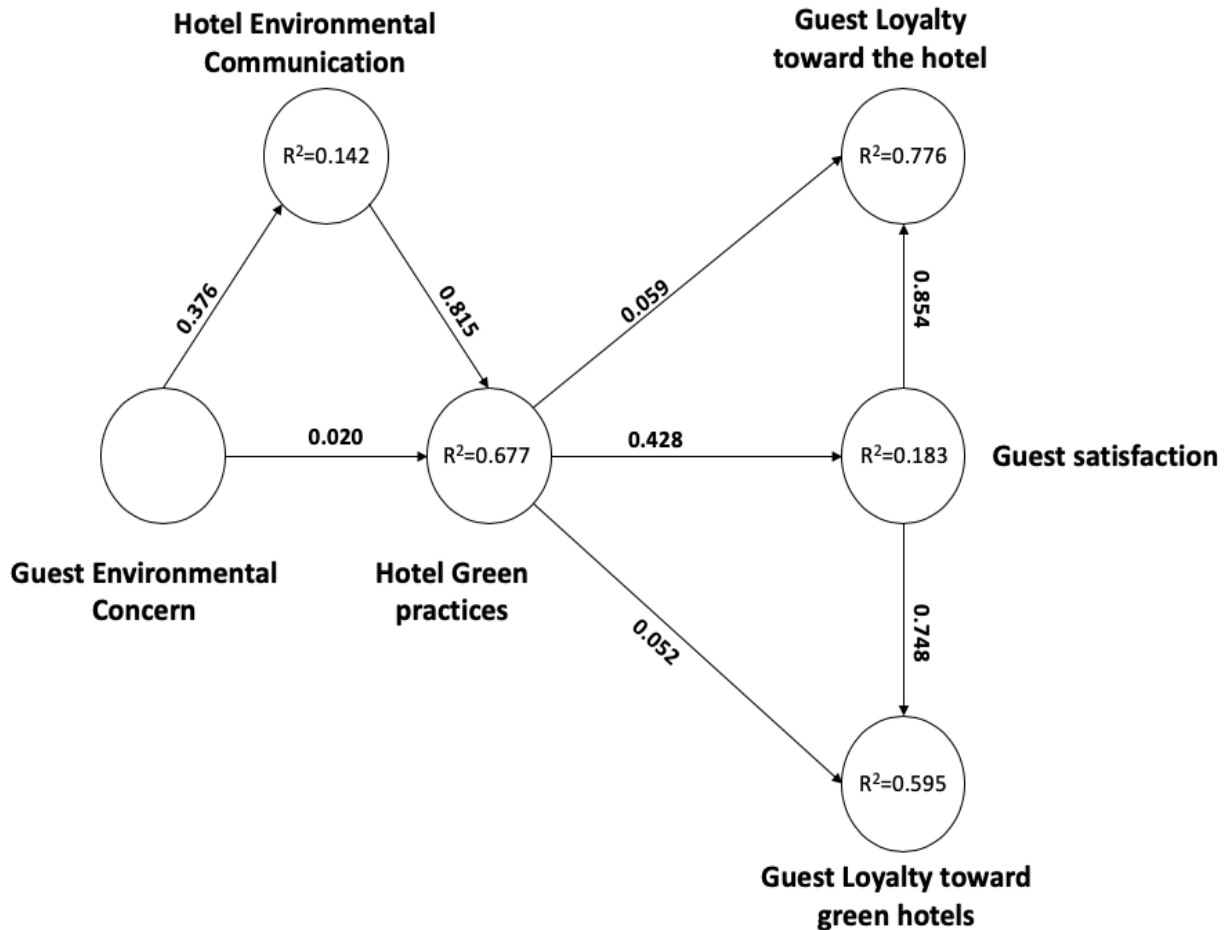 Hotel Environmental
Communication
Guest Loyalty
toward the hotel
R²=0.142
R²=0.776
0.376
0.815
0.059
0.854
0.020
R²=0.677
0.428
R²=0.183
Guest satisfaction
Guest Environmental
Concern
Hotel Green
practices
0.052
0.748
R²=0.595
Guest Loyalty toward
green hotels